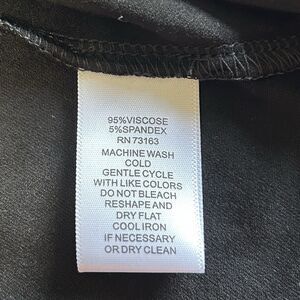 95%VISCOSE
5%SPANDEX
RN 73163
MACHINE WASH
COLD
GENTLE CYCLE
WITH LIKE COLORS
DO NOT BLEACH
RESHAPE AND
DRY FLAT
COOL IRON
IF NECESSARY
OR DRY CLEAN